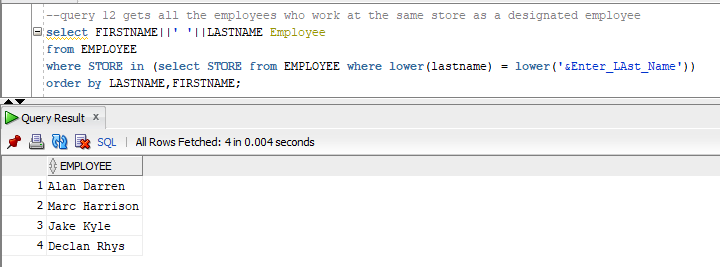 --query 12 gets all the employees who work at the same store as a designated employee
select FIRSTNAME||' '||LASTNAME Employee
from EMPLOYEE
where STORE in (select STORE from EMPLOYEE where lower(lastname) = lower('&Enter_LAst_Name'))
order by LASTNAME,FIRSTNAME;
Query Result x
SQL | All Rows Fetched: 4 in 0.004 seconds
EMPLOYEE
1 Alan Darren
2 Marc Harrison
3 Jake Kyle
4 Declan Rhys